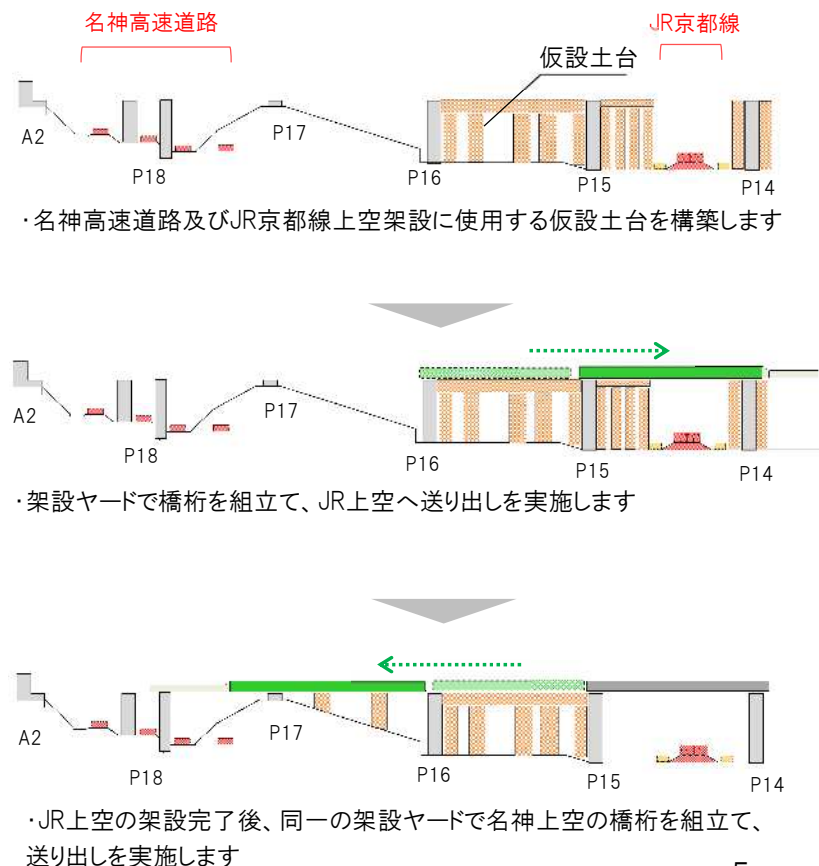 名神高速道路
JR京都線
仮設土台
A2
P18
P17
P16
P15
P14
・名神高速道路及びJR京都線上空架設に使用する仮設土台を構築します
A2
P18
P17
P16
P15
P14
・架設ヤードで橋桁を組立て、JR上空へ送り出しを実施します
A2
P18
P17
P16
P15
P14
・JR上空の架設完了後、同一の架設ヤードで名神上空の橋桁を組立て、
送り出しを実施します